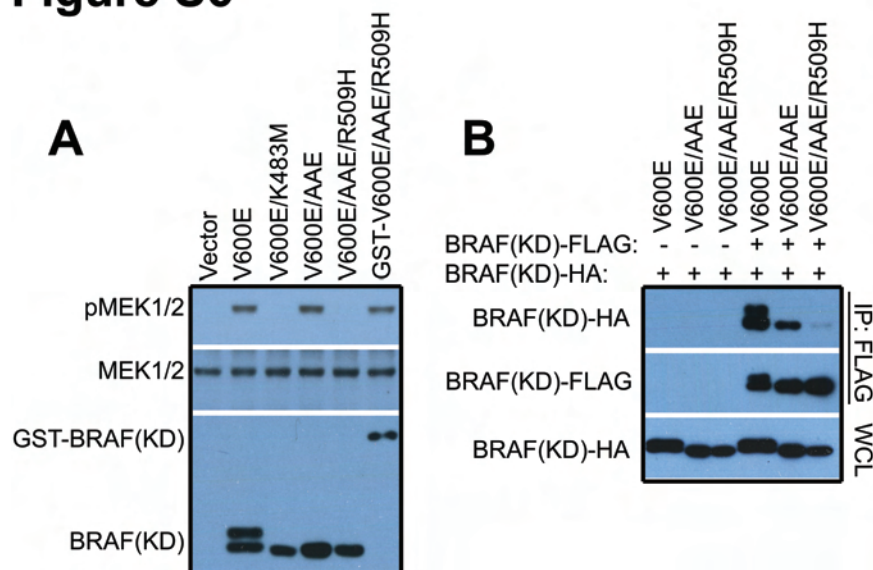 A
Vector
V600E
V600E/K483M
V600E/AAE
V600E/AAE/R509H
GST-V600E/AAE/R509H
pMEK1/2
MEK1/2
GST-BRAF(KD)
BRAF(KD)
B
V600E
V600E/AAE
V600E/AAE/R509H
V600E
V600E/AAE
V600E/AAE/R509H
BRAF(KD)-FLAG: - - - + + +
BRAF(KD)-HA: + + + + + +
BRAF(KD)-HA
BRAF(KD)-FLAG
IP: FLAG
BRAF(KD)-HA
WCL